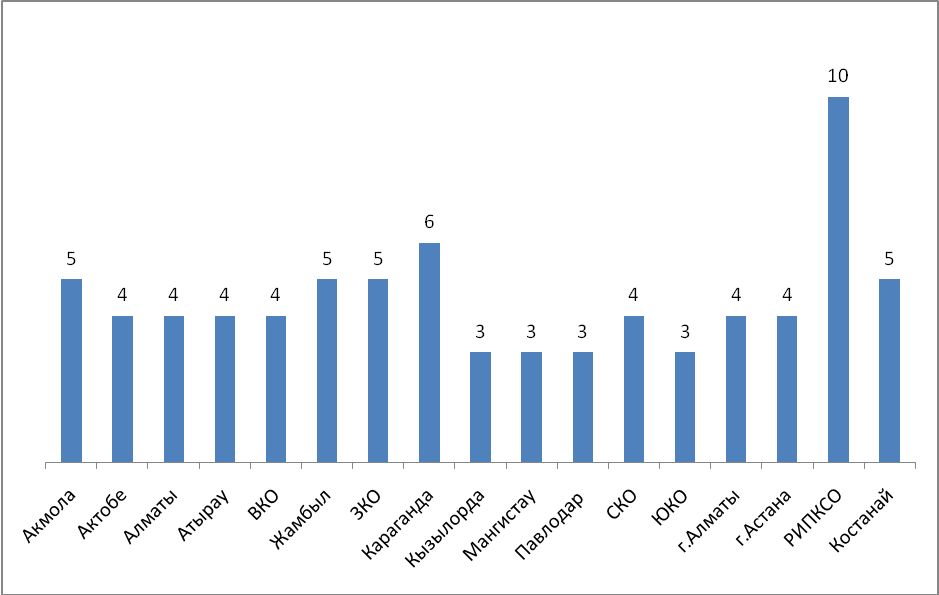 5
4
4
4
4
5
5
6
3
3
3
4
3
4
4
10
5
Акмола
Актобе
Алматы
Атырау
ВКО
Жамбыл
ЗКО
Караганда
Кызылорда
Мангистау
Павлодар
СКО
ЮКО
г.Алматы
г.Астана
РИПКСО
Костанай